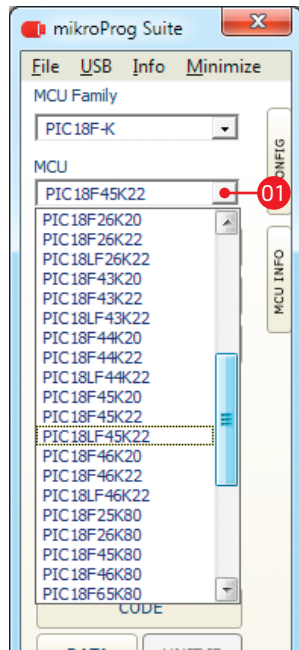 mikroProg Suite
File USB Info Minimize
MCU Family
PIC18F-K
MCU
PIC18F45K22
01
PIC18F26K20
PIC18F26K22
PIC18LF26K22
PIC18F43K20
PIC18F43K22
PIC18LF43K22
PIC18F44K20
PIC18F44K22
PIC18LF44K22
PIC18F45K20
PIC18F45K22
PIC18LF45K22
PIC18F46K20
PIC18F46K22
PIC18LF46K22
PIC18F25K80
PIC18F26K80
PIC18F45K80
PIC18F46K80
PIC18F65K80
CODE
MCU INFO